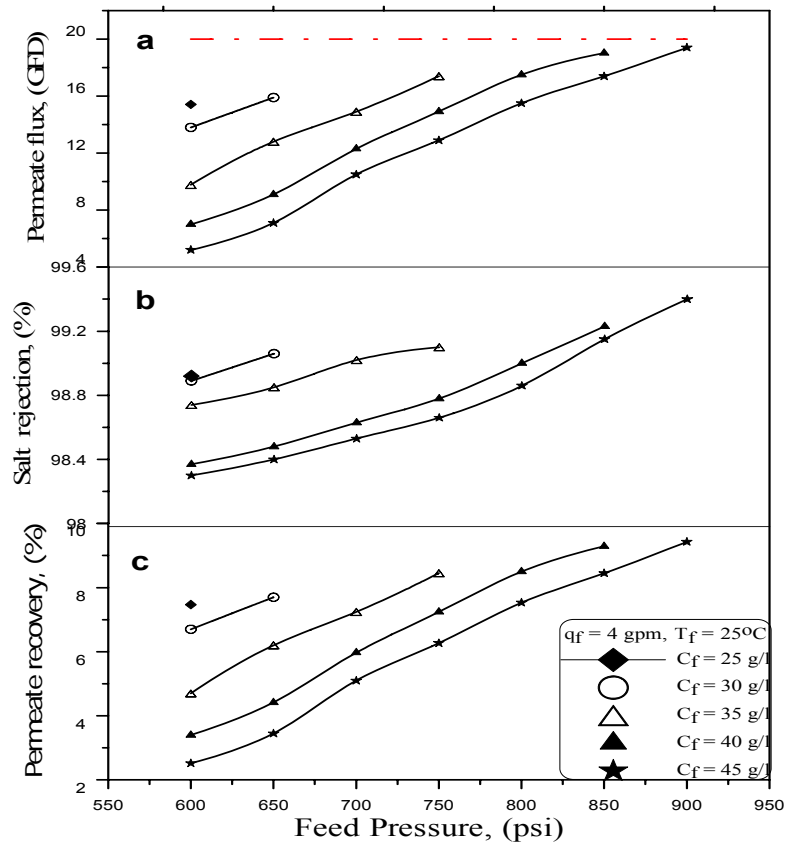 20
a
16
12
8
4
Permeate flux, (GFD)
99.6
b
99.2
98.8
98.4
98
Salt rejection, (%)
10
c
8
6
4
2
Permeate recovery, (%)
qf = 4 gpm, Tf = 25ºC
Cf = 25 g/l
Cf = 30 g/l
Cf = 35 g/l
Cf = 40 g/l
Cf = 45 g/l
550 600 650 700 750 800 850 900 950
Feed Pressure, (psi)